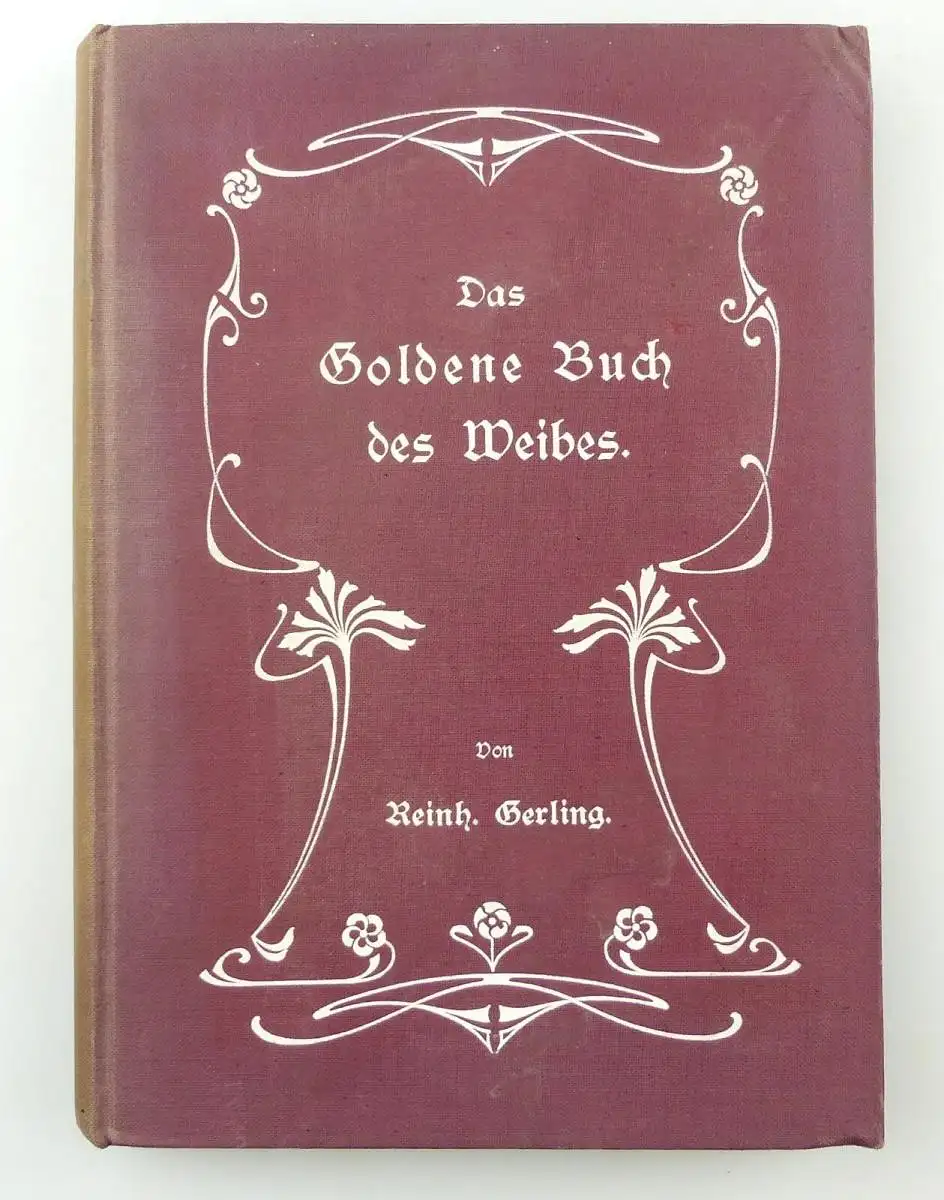 Das
Goldene Buch
des Weibes.
Von
Reinh. Gerling.